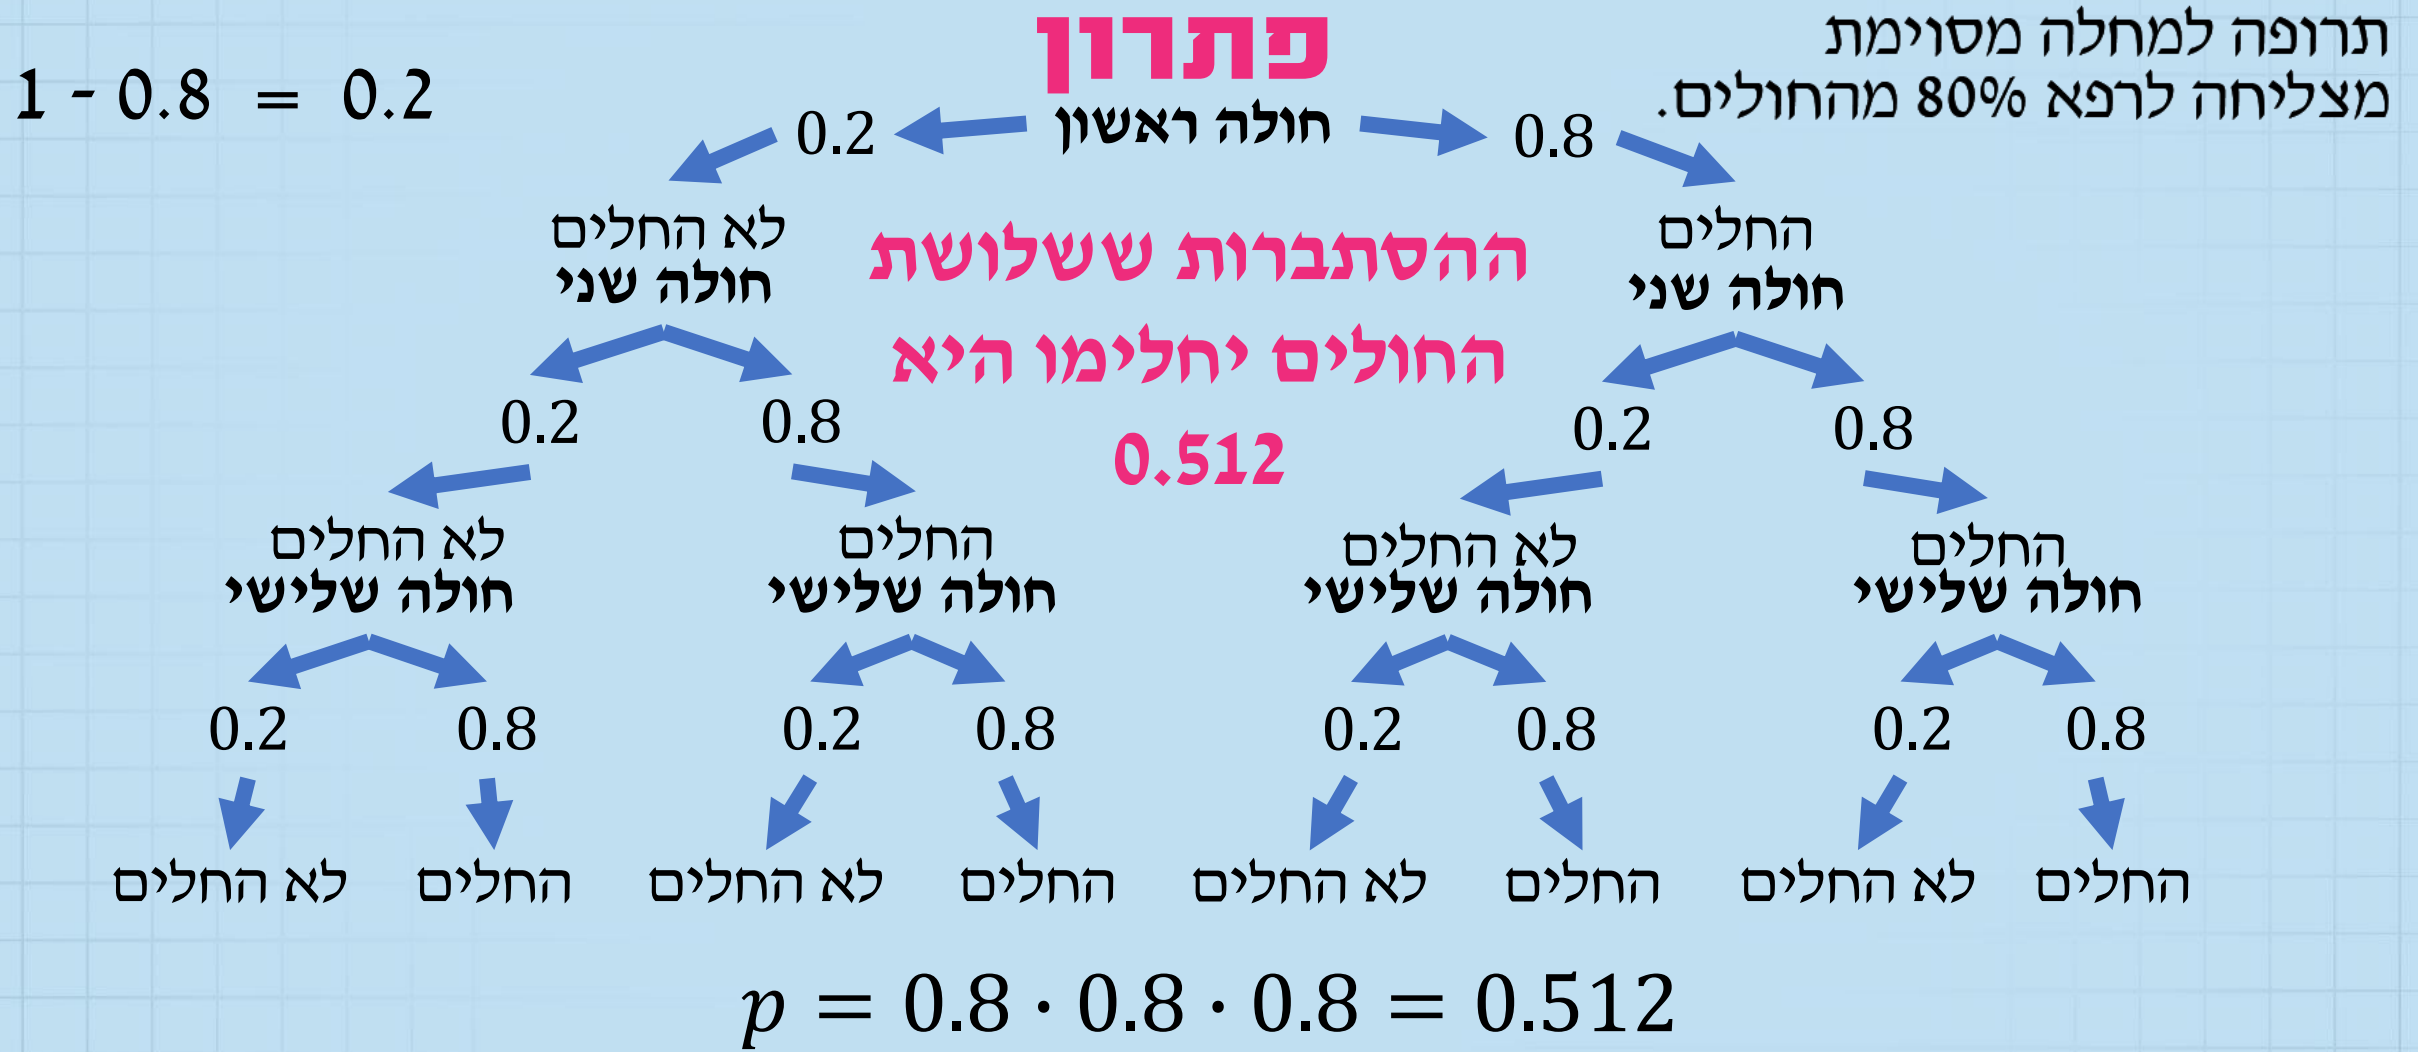 פתרון
תרופה למחלה מסוימת
מצליחה לרפא 80% מהחולים.
1 - 0.8 = 0.2
חולה ראשון
0.8
0.2
החלים
חולה שני
לא החלים
חולה שני
ההסתברות ששלושת
החולים יחלימו היא
0.512
0.8
0.2
0.8
0.2
החלים
חולה שלישי
לא החלים
חולה שלישי
החלים
חולה שלישי
לא החלים
חולה שלישי
0.8
0.2
0.8
0.2
0.8
0.2
0.8
0.2
החלים
לא החלים
החלים
לא החלים
החלים
לא החלים
החלים
לא החלים
p = 0.8 · 0.8 · 0.8 = 0.512